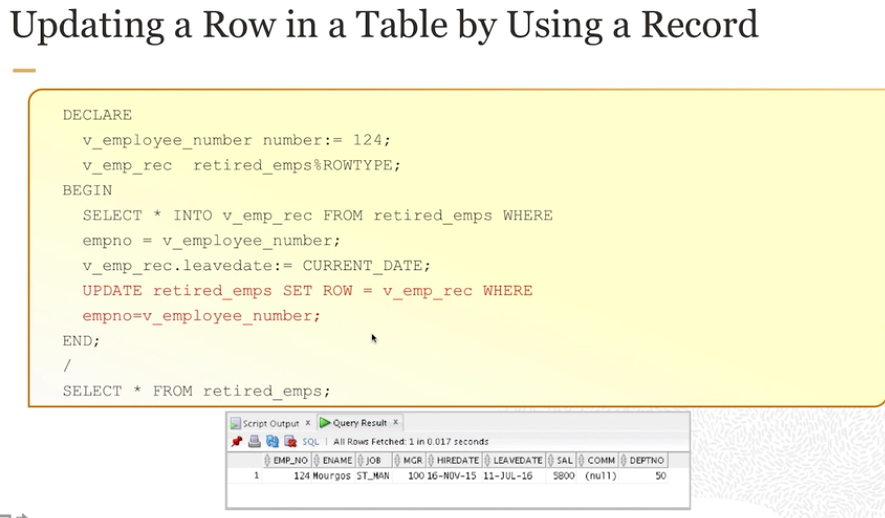 Updating a Row in a Table by Using a Record
DECLARE
v_employee_number number:= 124;
v_emp_rec retired_emps%ROWTYPE;
BEGIN
SELECT * INTO v_emp_rec FROM retired_emps WHERE
empno = v_employee_number;
v_emp_rec.leavedate:= CURRENT_DATE;
UPDATE retired_emps SET ROW = v_emp_rec WHERE
empno=v_employee_number;
END;
/
SELECT * FROM retired_emps;
Script Output x Query Result x
SQL | All Rows Fetched: 1 in 0.017 seconds
EMP_NO ENAME JOB MGR HIREDATE LEAVEDATE SAL COMM DEPTNO
1 124 Mourgos ST_MAN 100 16-NOV-15 11-JUL-16 5800 (null) 50